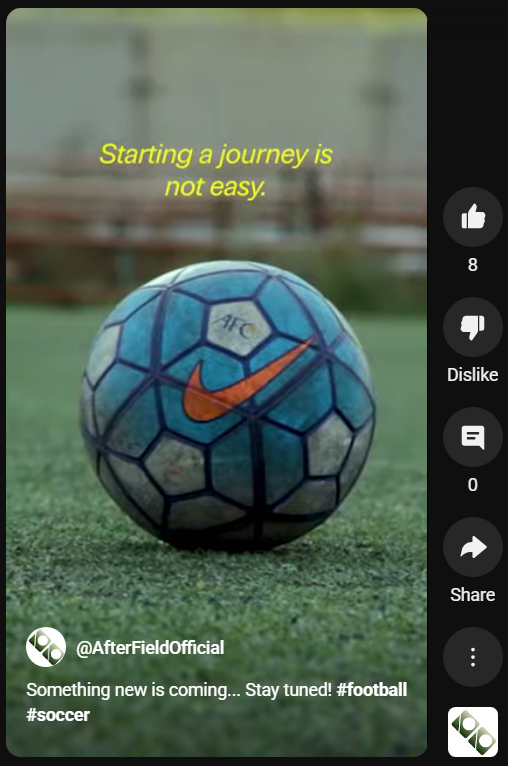 Starting a journey is
not easy.
AFC
8
Dislike
0
Share
@AfterFieldOfficial
Something new is coming... Stay tuned! #football
#soccer